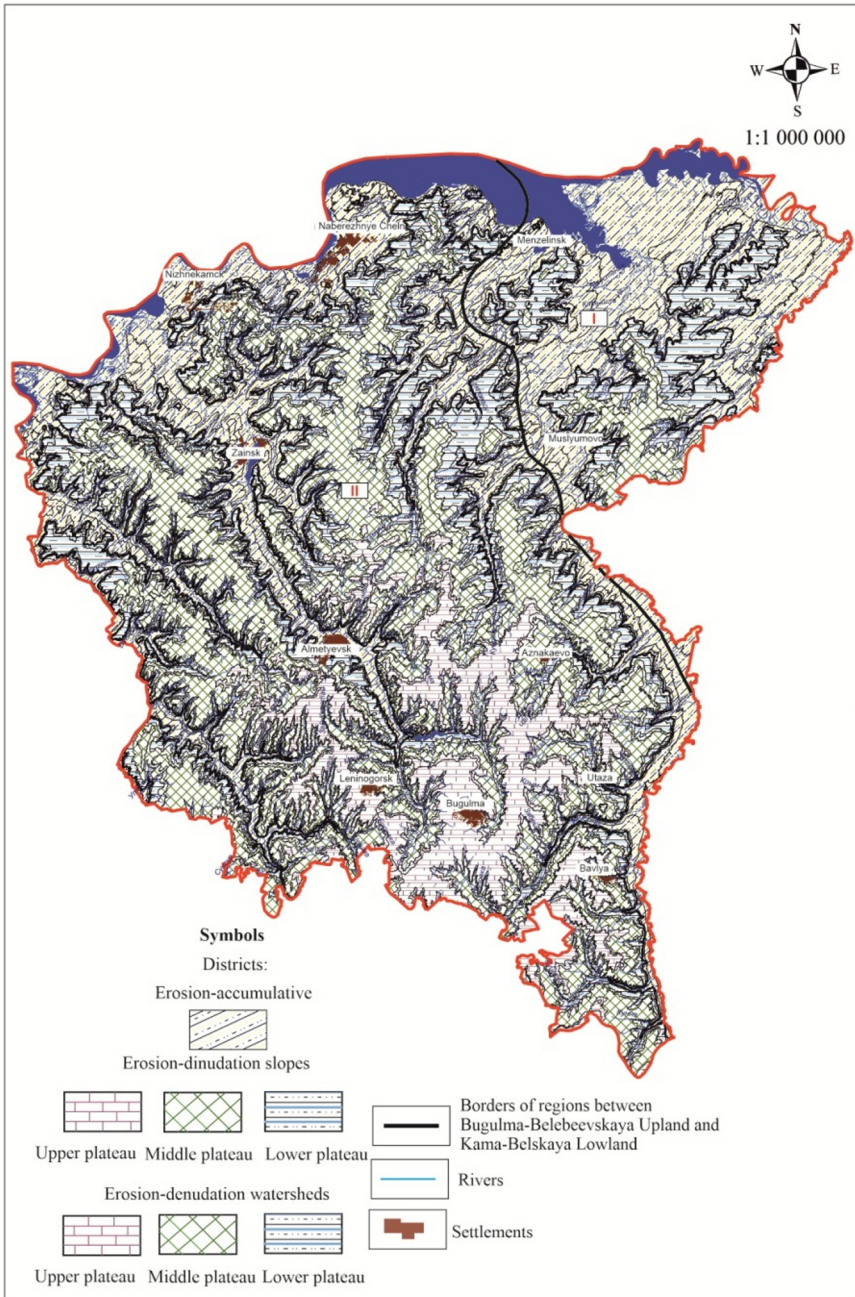 N
W E
S
1:1 000 000
Naberezhnye Cheln
Menzelinsk
Nizhnekamck
I
Muslyumovo
Zainsk
II
Almetyevsk
Aznakaevo
Leninogorsk
Utaza
Bugulma
Bavlya
Symbols
Districts:
Erosion-accumulative
Erosion-dinudation slopes
Upper plateau Middle plateau Lower plateau
Erosion-denudation watersheds
Upper plateau Middle plateau Lower plateau
Borders of regions between
Bugulma-Belebeevskaya Upland and
Kama-Belskaya Lowland
Rivers
Settlements